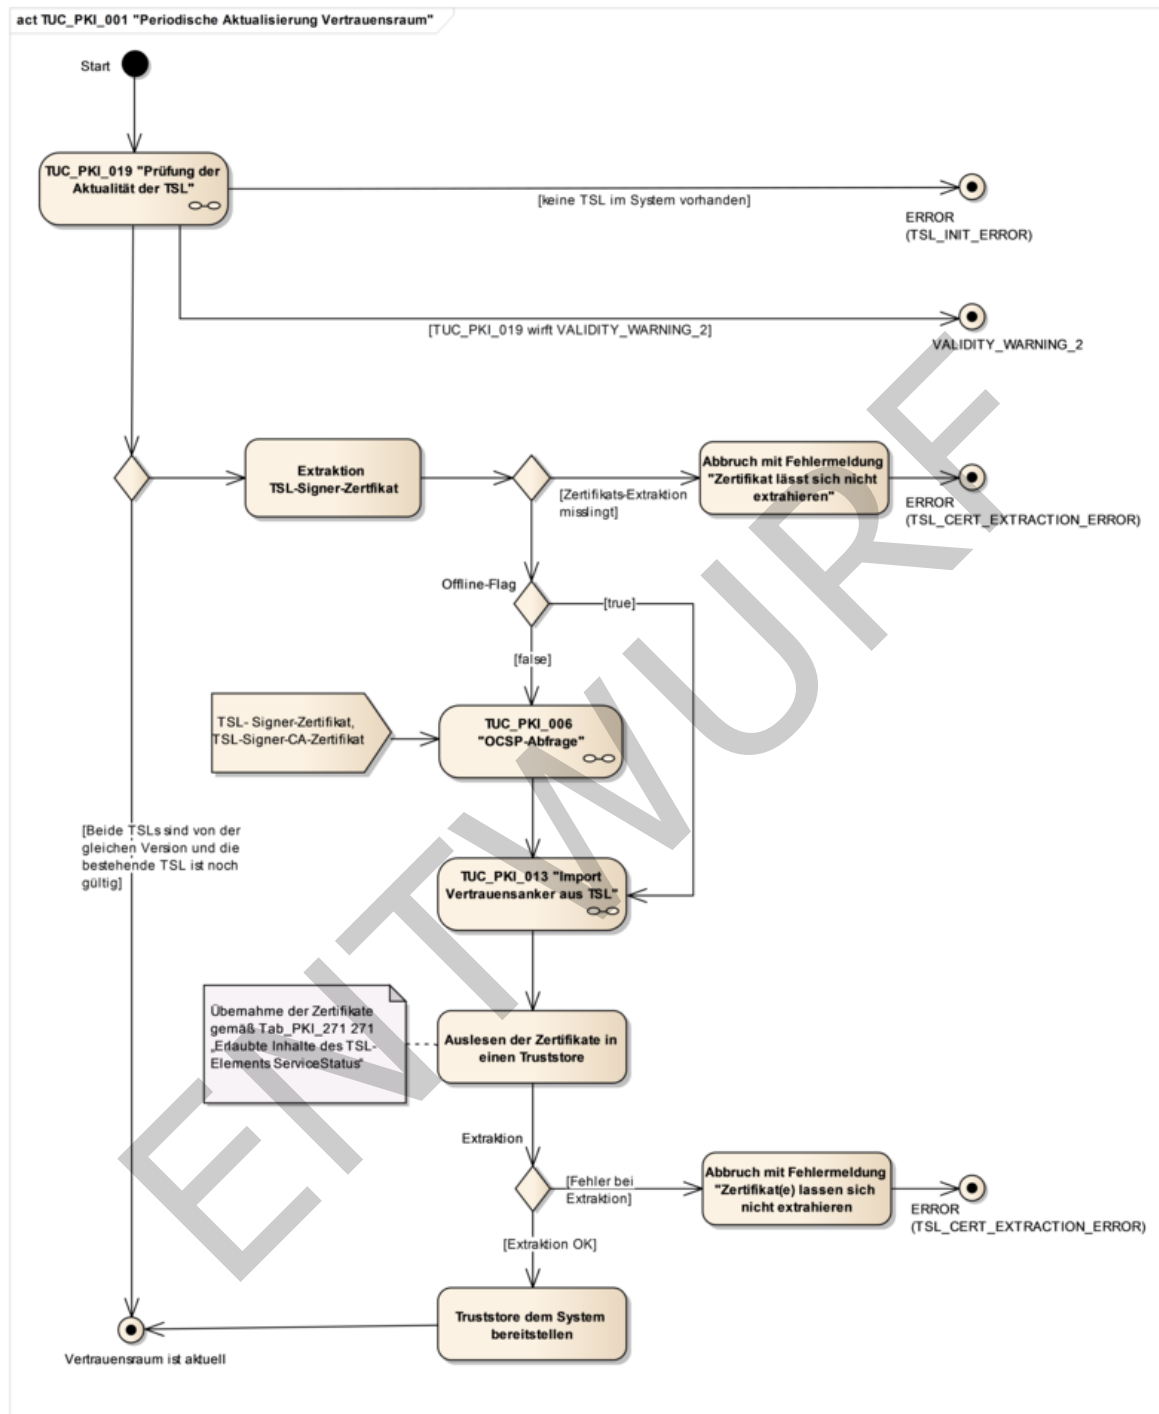 act TUC_PKI_001 "Periodische Aktualisierung Vertrauensraum"
Start
TUC_PKI_019 "Prüfung der
Aktualität der TSL"
[keine TSL im System vorhanden]
ERROR
(TSL_INIT_ERROR)
[TUC_PKI_019 wirft VALIDITY_WARNING_2]
VALIDITY_WARNING_2
Extraktion
TSL-Signer-Zertfikat
[Zertifikats-Extraktion
misslingt]
Abbruch mit Fehlermeldung
"Zertifikat lässt sich nicht
extrahieren"
ERROR
(TSL_CERT_EXTRACTION_ERROR)
Offline-Flag
[true]
[false]
TSL- Signer-Zertifikat,
TSL-Signer-CA-Zertifikat
TUC_PKI_006
"OCSP-Abfrage"
[Beide TSLs sind von der
gleichen Version und die
bestehende TSL ist noch
gültig]
TUC_PKI_013 "Import
Vertrauensanker aus TSL"
Übernahme der Zertifikate
gemäß Tab_PKI_271 271
„Erlaubte Inhalte des TSL-
Elements ServiceStatus“
Auslesen der Zertifikate in
einen Truststore
Extraktion
[Fehler bei
Extraktion]
Abbruch mit Fehlermeldung
"Zertifikat(e) lassen sich
nicht extrahieren
ERROR
(TSL_CERT_EXTRACTION_ERROR)
[Extraktion OK]
Truststore dem System
bereitstellen
Vertrauensraum ist aktuell
ENTWURF